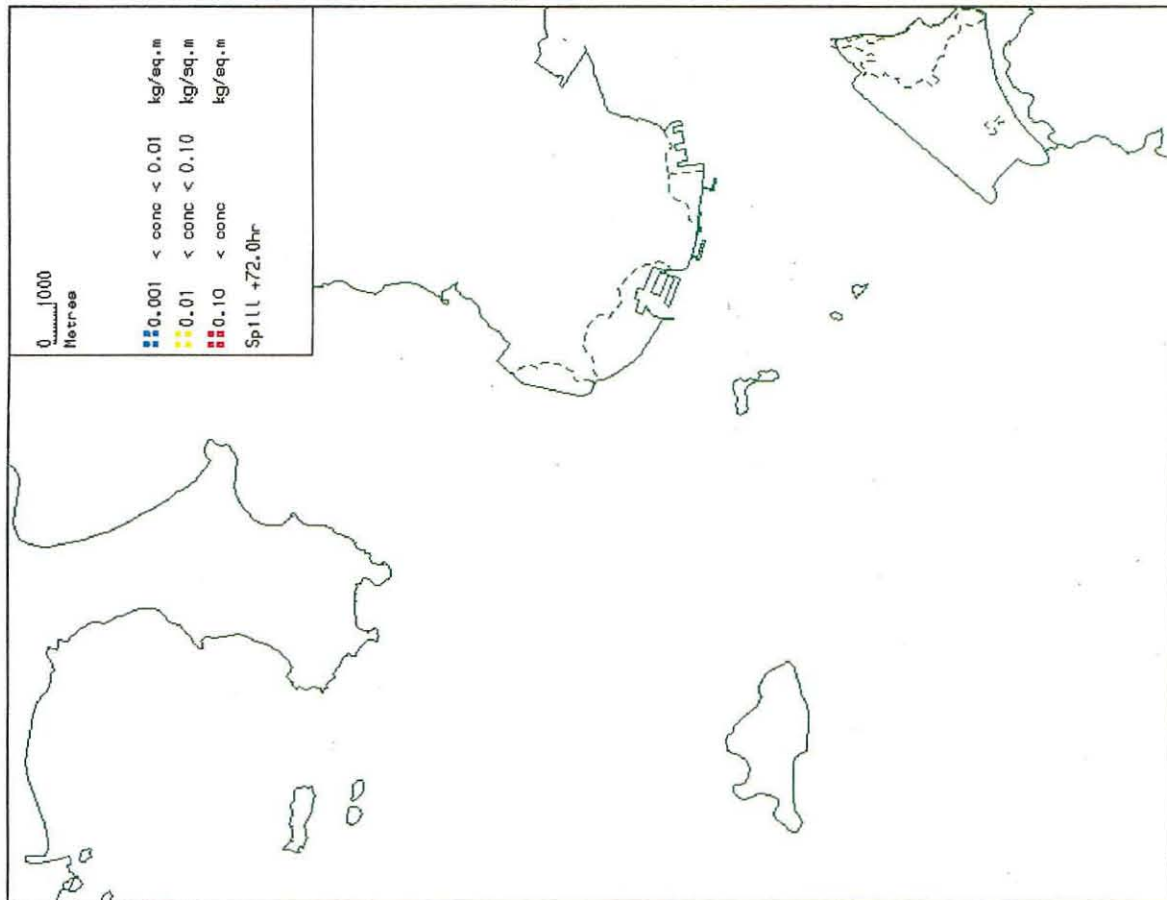 0 1000
Metres
0.001 < conc < 0.01 kg/sq.m
0.01 < conc < 0.10 kg/sq.m
0.10 < conc kg/sq.m
Spill +72.0hr